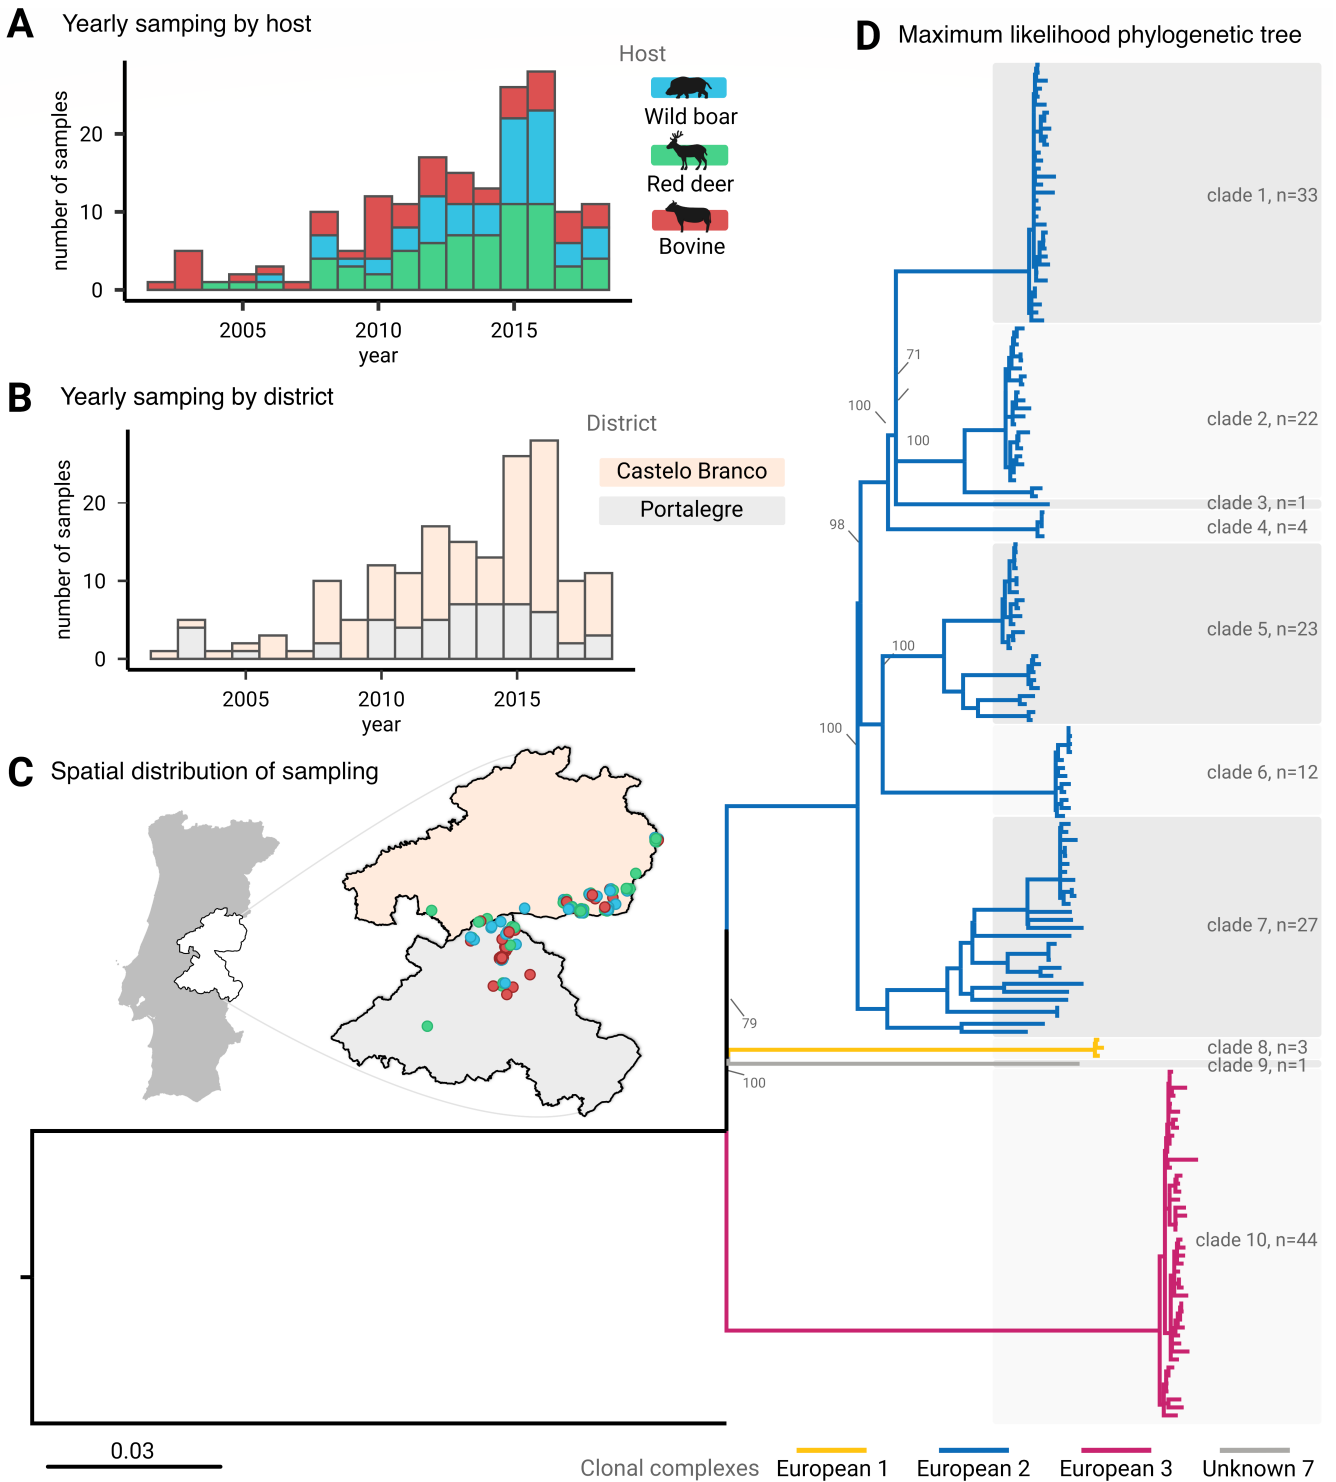 A Yearly samping by host
Host
Wild boar
Red deer
Bovine
number of samples
20
10
0
2005 2010 2015
year
B Yearly samping by district
District
Castelo Branco
Portalegre
number of samples
20
10
0
2005 2010 2015
year
C Spatial distribution of sampling
D Maximum likelihood phylogenetic tree
clade 1, n=33
71
100
100
clade 2, n=22
clade 3, n=1
98
clade 4, n=4
clade 5, n=23
100
100
clade 6, n=12
clade 7, n=27
79
clade 8, n=3
clade 9, n=1
100
clade 10, n=44
0.03
Clonal complexes European 1 European 2 European 3 Unknown 7